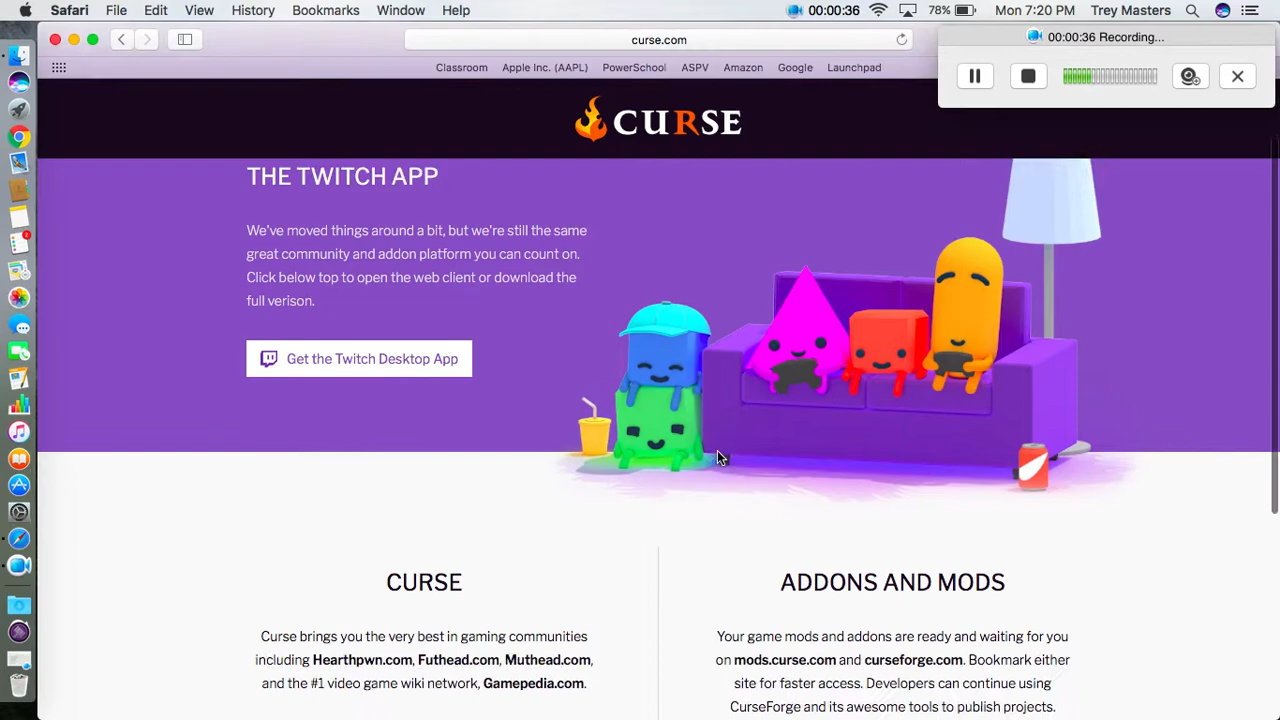 Safari File Edit View History Bookmarks Window Help 00:00:36 78% Mon 7:20 PM Trey Masters
curse.com
00:00:36 Recording...
Classroom Apple Inc. (AAPL) PowerSchool ASPV Amazon Google Launchpad
CURSE
THE TWITCH APP
We've moved things around a bit, but we're still the same
great community and addon platform you can count on.
Click below top to open the web client or download the
full verison.
Get the Twitch Desktop App
CURSE
Curse brings you the very best in gaming communities
including Hearthpwn.com, Futhead.com, Muthead.com,
and the #1 video game wiki network, Gamepedia.com.
ADDONS AND MODS
Your game mods and addons are ready and waiting for you
on mods.curse.com and curseforge.com. Bookmark either
site for faster access. Developers can continue using
CurseForge and its awesome tools to publish projects.